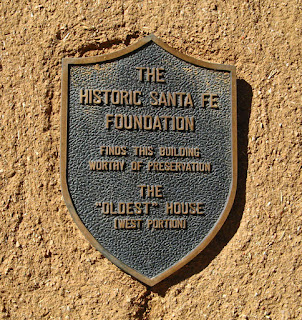 THE
HISTORIC SANTA FE
FOUNDATION
FINDS THIS BUILDING
WORTHY OF PRESERVATION
THE
"OLDEST" HOUSE
(WEST PORTION)